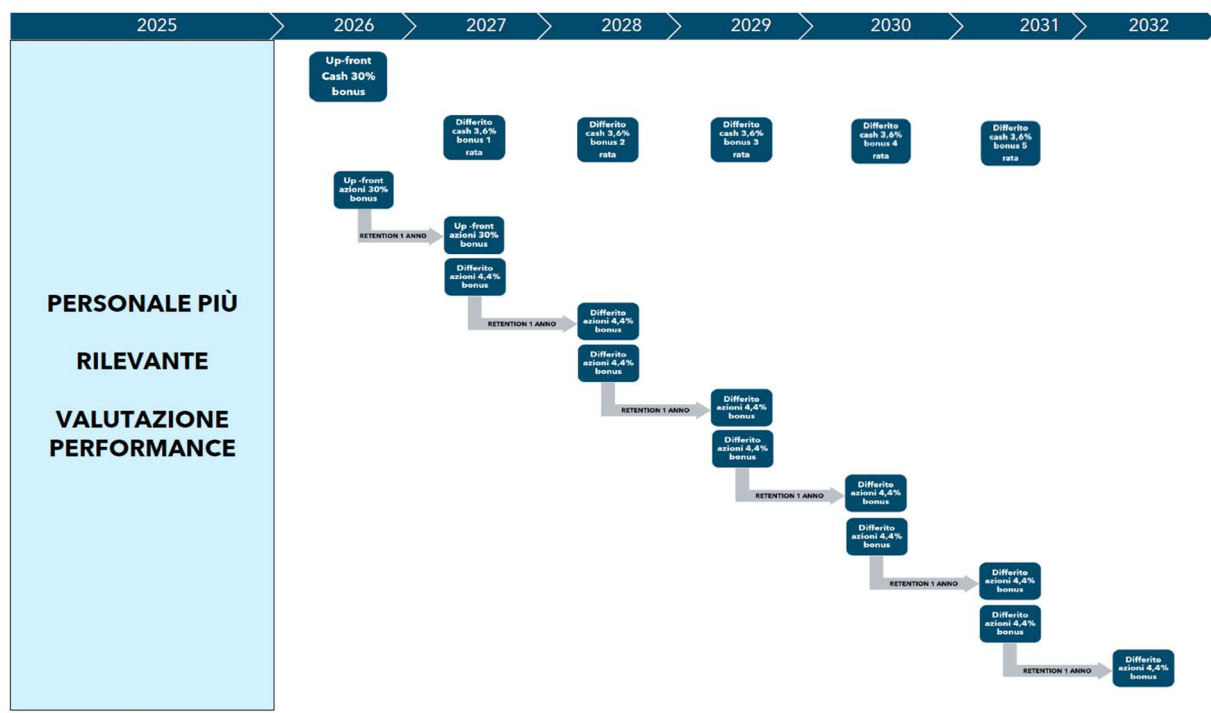 2025 2026 2027 2028 2029 2030 2031 2032
Up-front
Cash 30%
bonus
Differito
cash 3,6%
bonus 1
rata
Differito
cash 3,6%
bonus 2
rata
Differito
cash 3,6%
bonus 3
rata
Differito
cash 3,6%
bonus 4
rata
Differito
cash 3,6%
bonus 5
rata
Up -front
azioni 30%
bonus
RETENTION 1 ANNO
Up -front
azioni 30%
bonus
Differito
azioni 4,4%
bonus
RETENTION 1 ANNO
Differito
azioni 4,4%
bonus
Differito
azioni 4,4%
bonus
RETENTION 1 ANNO
Differito
azioni 4,4%
bonus
Differito
azioni 4,4%
bonus
RETENTION 1 ANNO
Differito
azioni 4,4%
bonus
Differito
azioni 4,4%
bonus
RETENTION 1 ANNO
Differito
azioni 4,4%
bonus
Differito
azioni 4,4%
bonus
RETENTION 1 ANNO
Differito
azioni 4,4%
bonus
PERSONALE PIÙ
RILEVANTE
VALUTAZIONE
PERFORMANCE